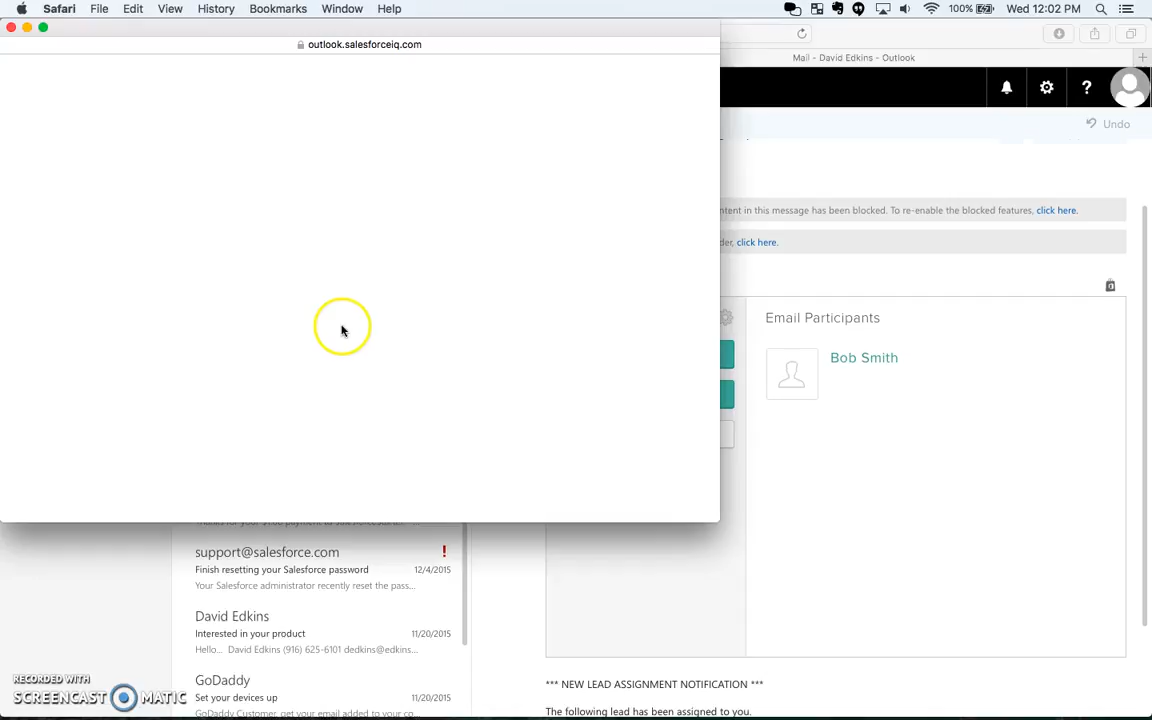 Safari File Edit View History Bookmarks Window Help 100% Wed 12:02 PM
outlook.salesforceiq.com
Mail - David Edkins - Outlook
Undo
ntent in this message has been blocked. To re-enable the blocked features, click here.
der, click here.
Email Participants
Bob Smith
support@salesforce.com !
Finish resetting your Salesforce password 12/4/2015
Your Salesforce administrator recently reset the pass...
David Edkins
Interested in your product 11/20/2015
Hello... David Edkins (916) 625-6101 dedkins@edkins...
GoDaddy
Set your devices up 11/20/2015
GoDaddy Customer, get your email added to your co...
*** NEW LEAD ASSIGNMENT NOTIFICATION ***
The following lead has been assigned to you.
RECORDED WITH
SCREENCAST MATIC